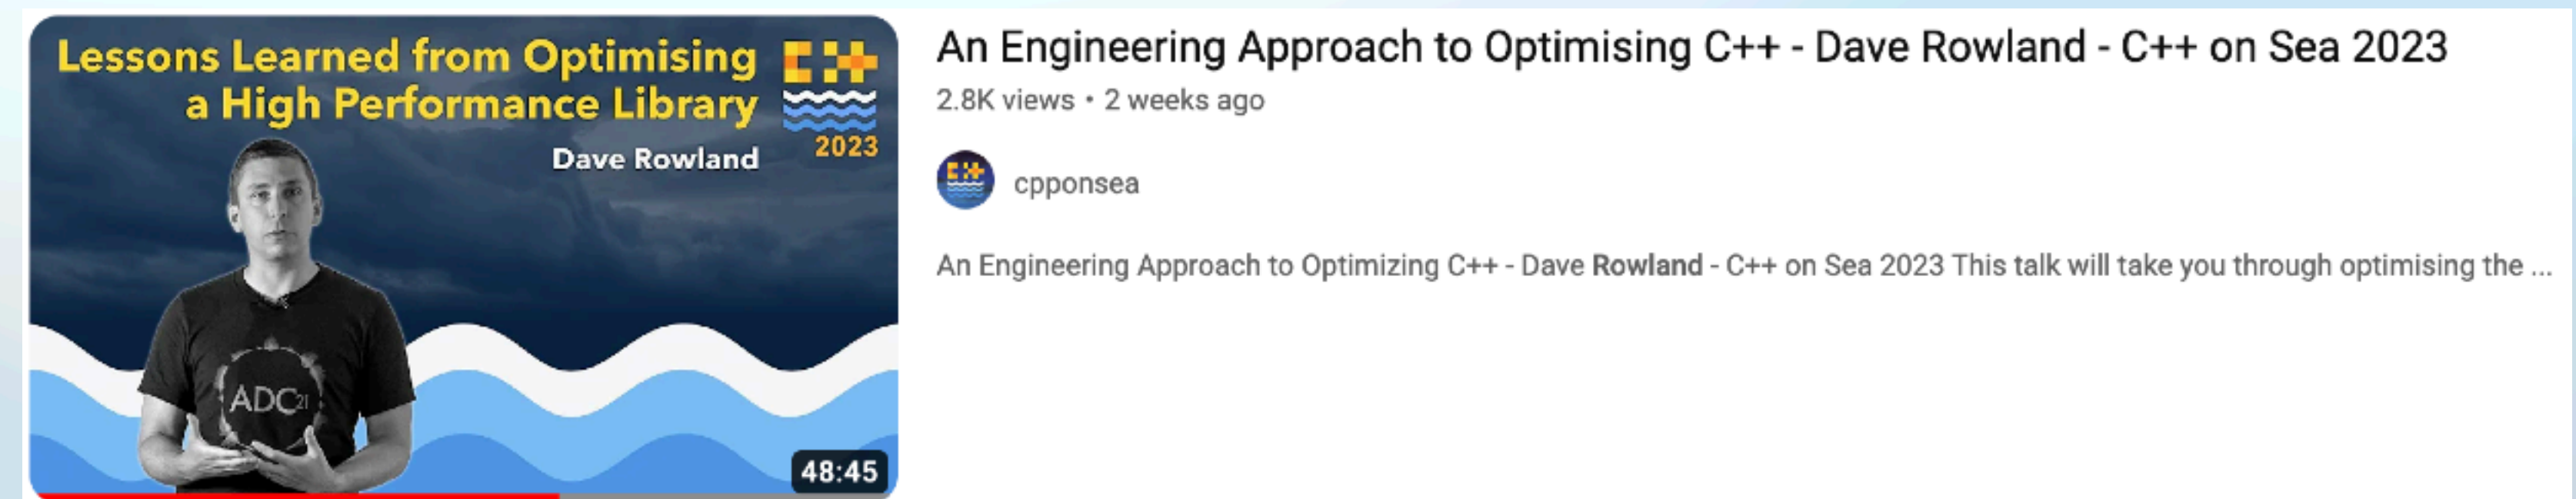 Lessons Learned from Optimising
a High Performance Library
Dave Rowland
C++
2023
ADC21
48:45
An Engineering Approach to Optimising C++ - Dave Rowland - C++ on Sea 2023
2.8K views • 2 weeks ago
C++
cpponsea
An Engineering Approach to Optimizing C++ - Dave Rowland - C++ on Sea 2023 This talk will take you through optimising the ...